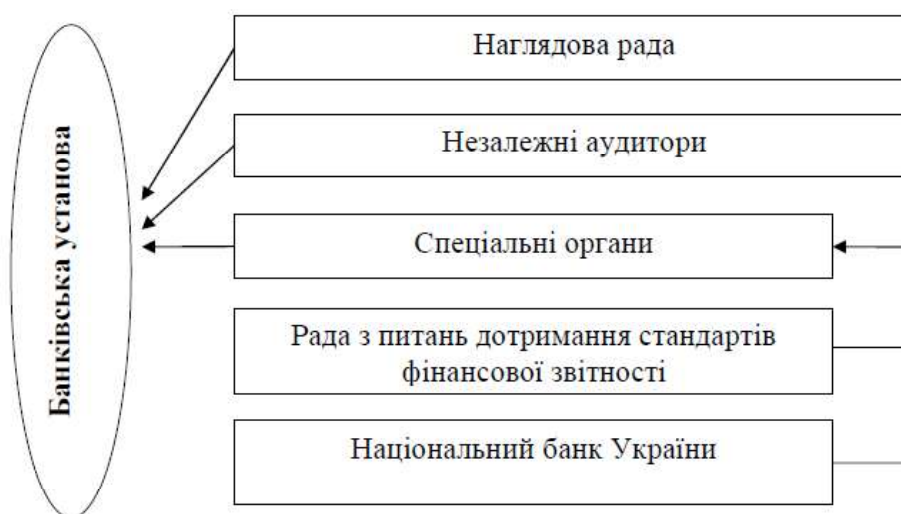 Банківська установа
Наглядова рада
Незалежні аудитори
Спеціальні органи
Рада з питань дотримання стандартів
фінансової звітності
Національний банк України